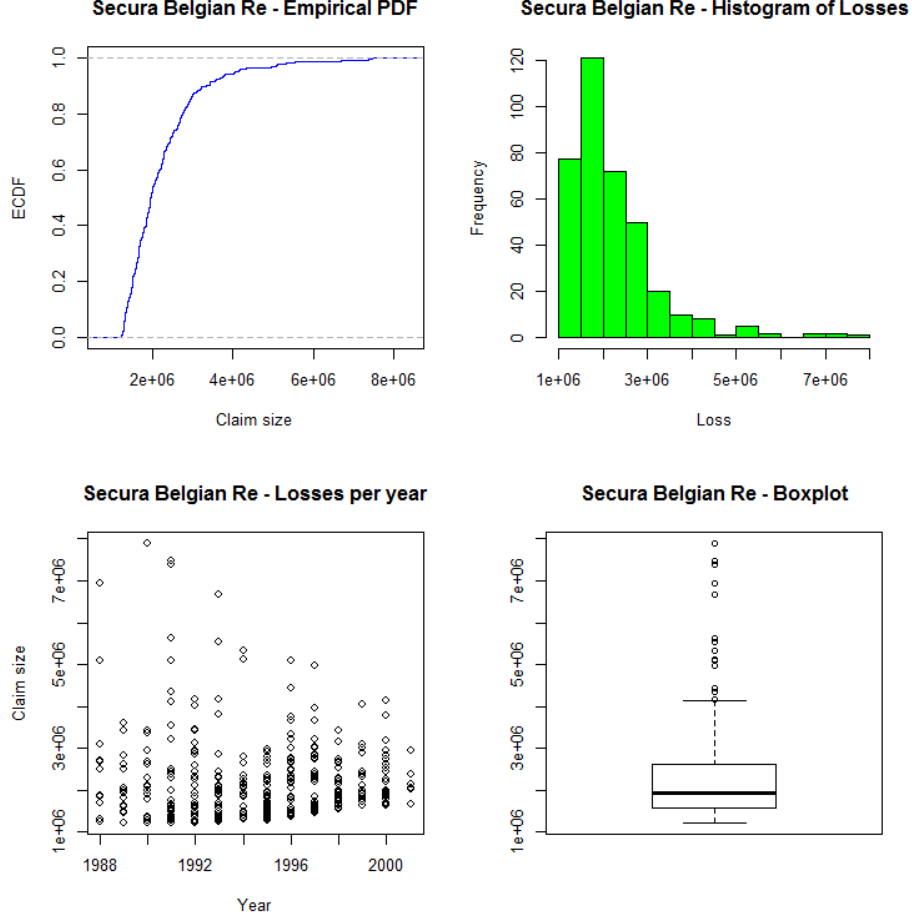 Secura Belgian Re - Empirical PDF
ECDF
1.0
0.8
0.6
0.4
0.2
0.0
2e+06 4e+06 6e+06 8e+06
Claim size
Secura Belgian Re - Histogram of Losses
Frequency
120
100
80
60
40
20
0
1e+06 3e+06 5e+06 7e+06
Loss
Secura Belgian Re - Losses per year
Claim size
7e+06
5e+06
3e+06
1e+06
1988 1992 1996 2000
Year
Secura Belgian Re - Boxplot
7e+06
5e+06
3e+06
1e+06